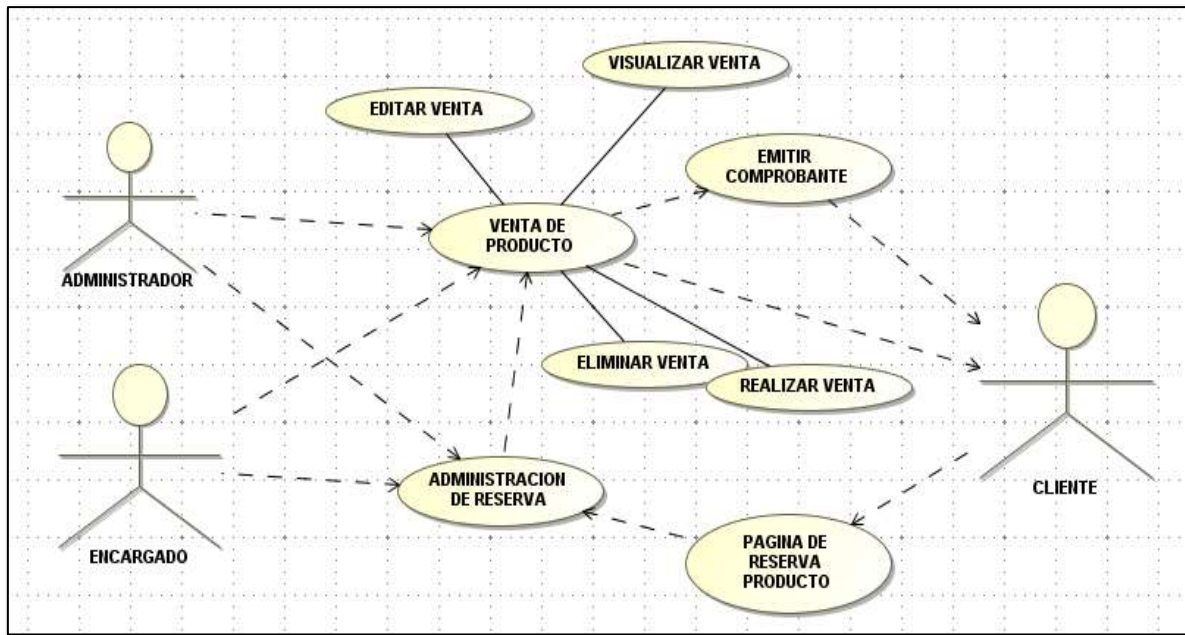 VISUALIZAR VENTA
EDITAR VENTA
EMITIR
COMPROBANTE
VENTA DE
PRODUCTO
ADMINISTRADOR
ELIMINAR VENTA
REALIZAR VENTA
ADMINISTRACION
DE RESERVA
CLIENTE
ENCARGADO
PAGINA DE
RESERVA
PRODUCTO